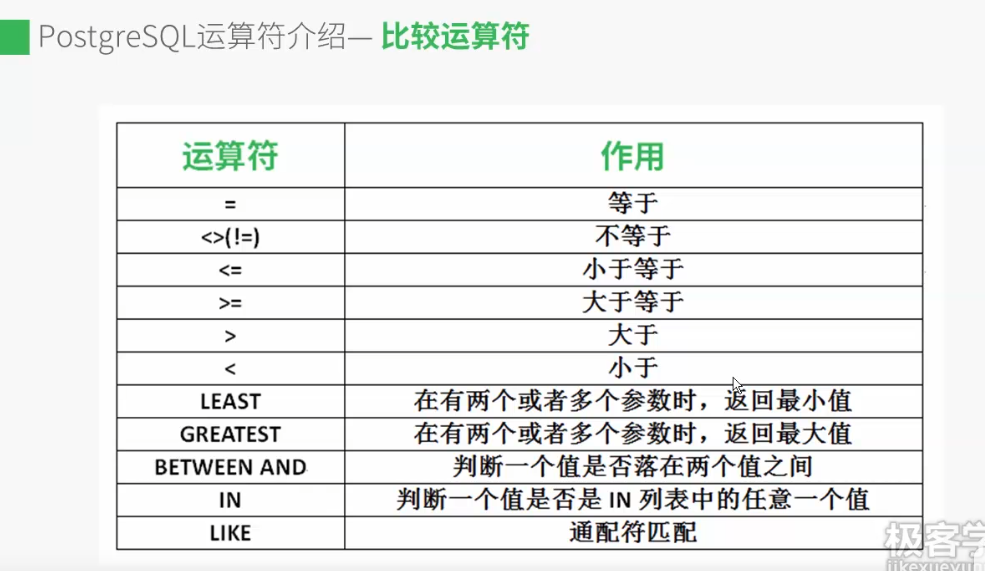 PostgreSQL运算符介绍— 比较运算符
运算符 作用
= 等于
<>(!=) 不等于
<= 小于等于
>= 大于等于
> 大于
< 小于
LEAST 在有两个或者多个参数时，返回最小值
GREATEST 在有两个或者多个参数时，返回最大值
BETWEEN AND 判断一个值是否落在两个值之间
IN 判断一个值是否是 IN 列表中的任意一个值
LIKE 通配符匹配
极客学
jikexueyuan